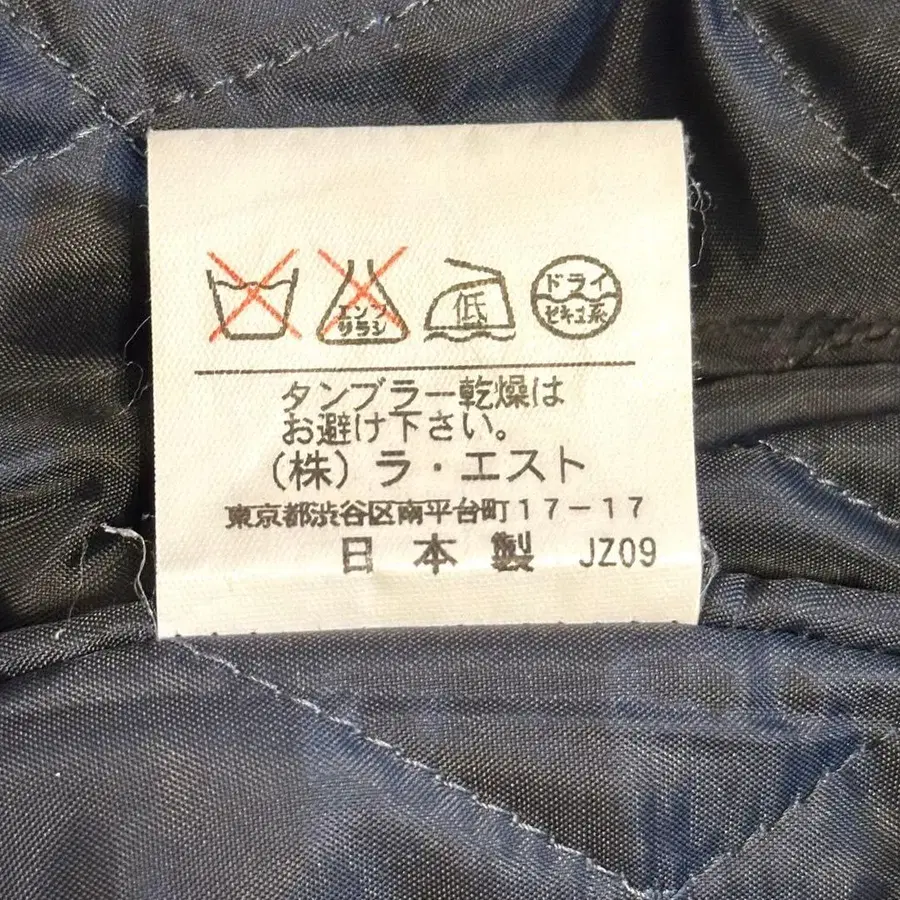 エンソ
サラシ
低
ドライ
セキユ系
タンブラー乾燥は
お避け下さい。
(株)ラ・エスト
東京都渋谷区南平台町17-17
日本製 JZ09